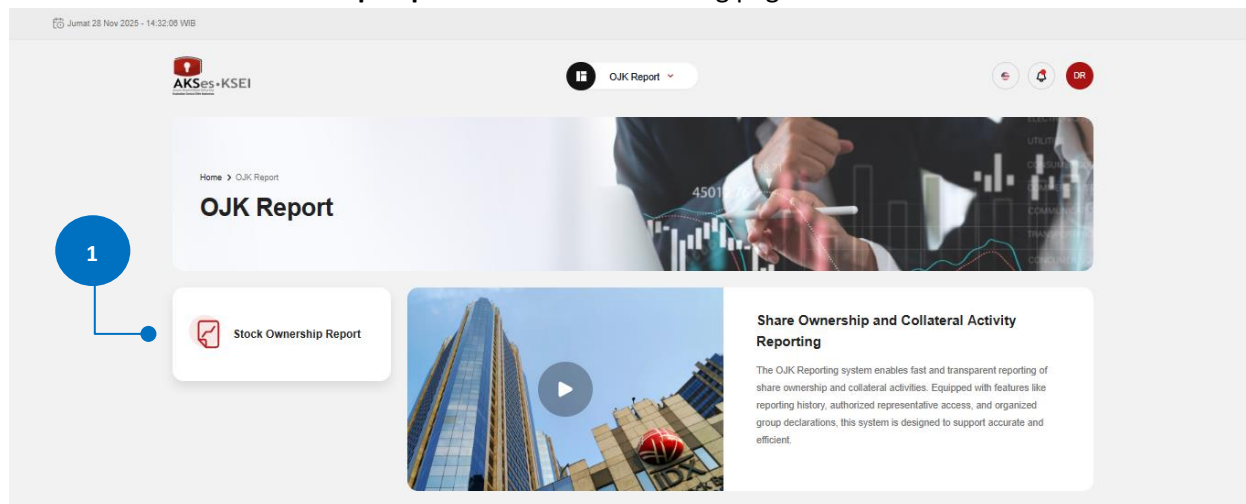 Jumat 28 Nov 2025 - 14:32:06 WIB
AKSes-KSEI
OJK Report
DR
Home > OJK Report
OJK Report
4501
UTILIT
1
Stock Ownership Report
IDX
Share Ownership and Collateral Activity
Reporting
The OJK Reporting system enables fast and transparent reporting of
share ownership and collateral activities. Equipped with features like
reporting history, authorized representative access, and organized
group declarations, this system is designed to support accurate and
efficient.